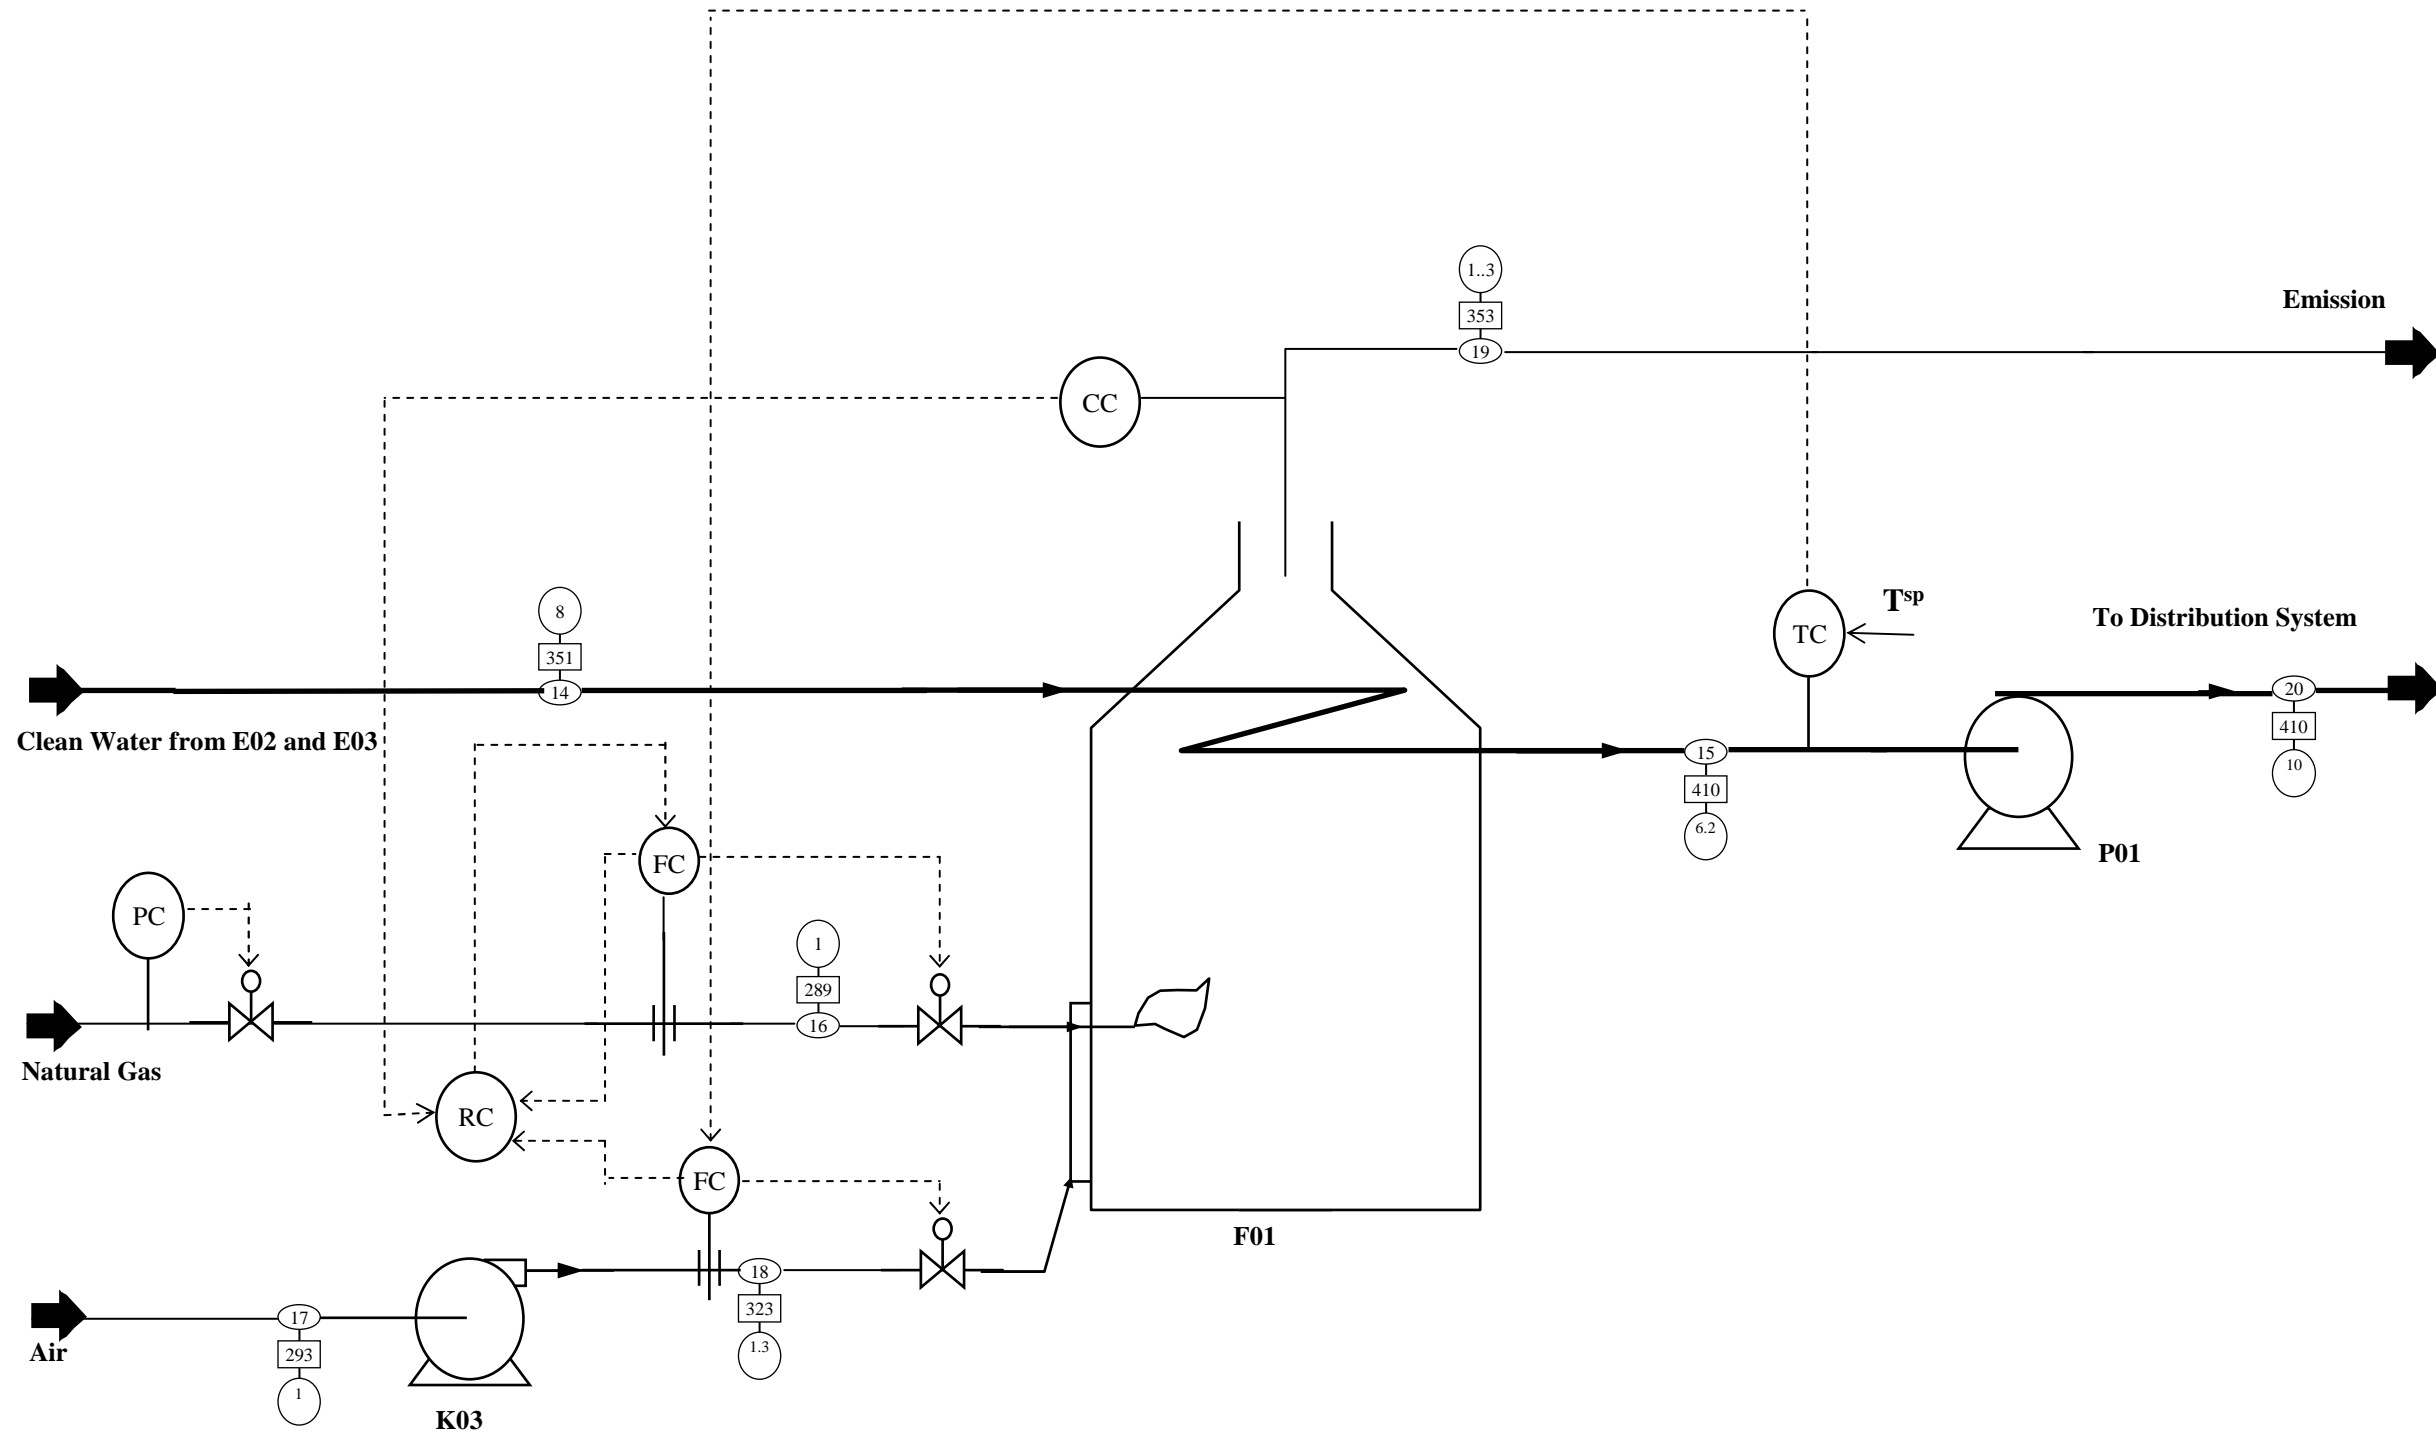 1..3
353
19
Emission
CC
8
351
14
Clean Water from E02 and E03
Tsp
TC
To Distribution System
20
410
10
15
410
6.2
P01
FC
PC
1
289
16
Natural Gas
RC
FC
F01
18
323
1.3
17
293
1
Air
K03